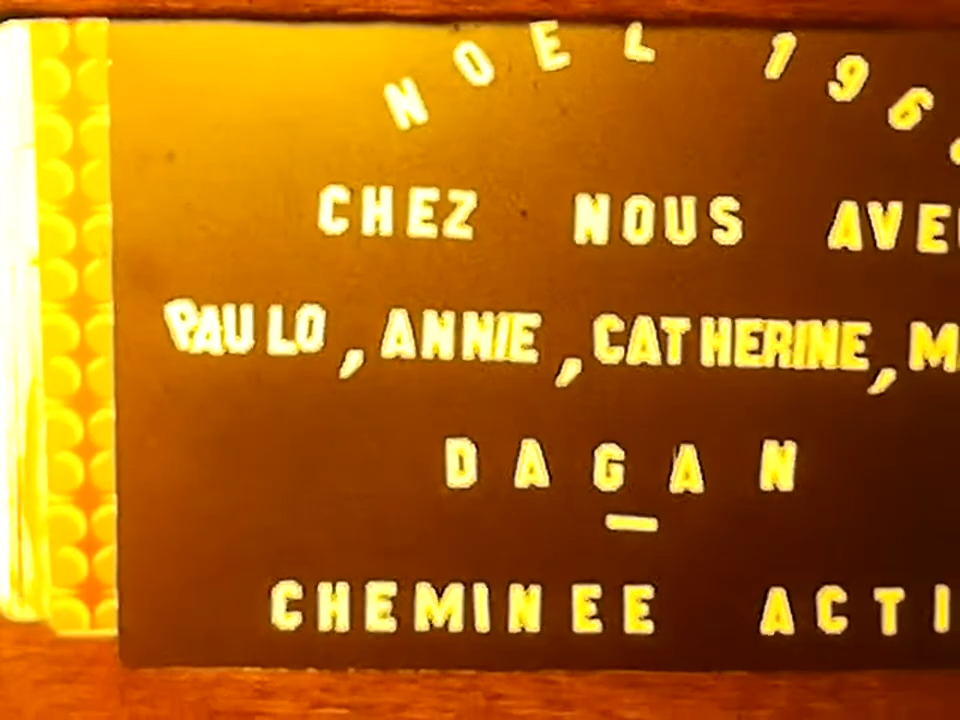 NOEL 196
CHEZ NOUS AVE
PAULO, ANNIE, CATHERINE, M
DAGAN
CHEMINEE ACTI